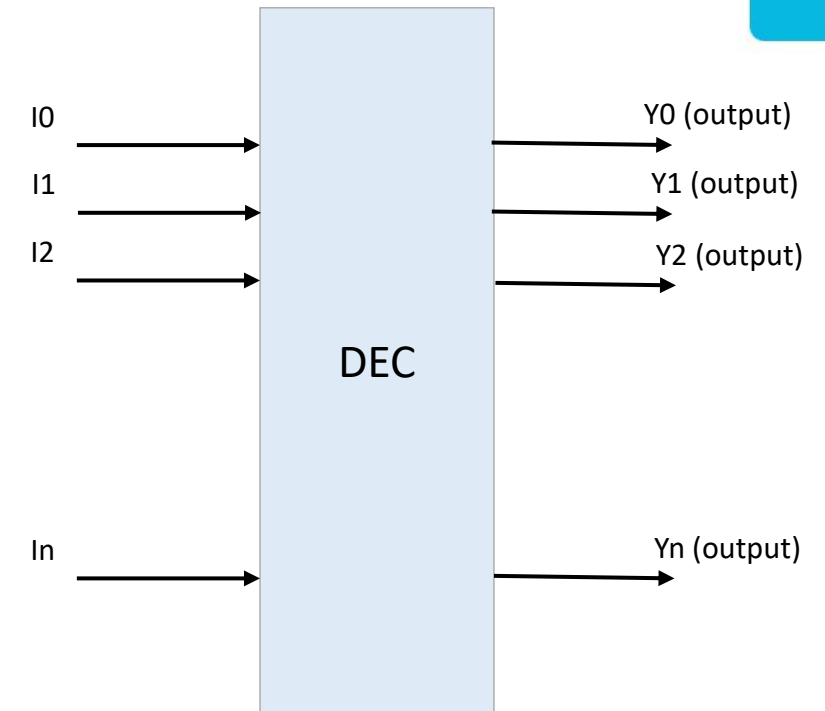 I0
Y0 (output)
I1
Y1 (output)
I2
Y2 (output)
DEC
In
Yn (output)